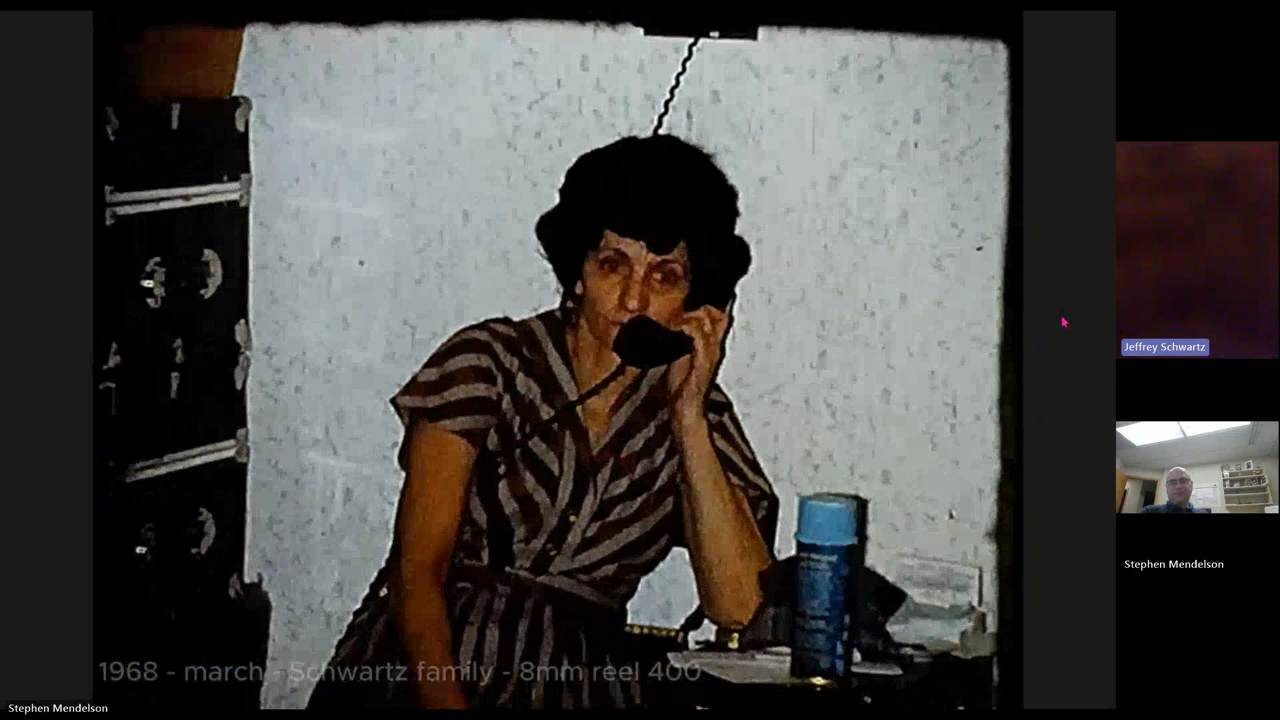 1968 - march - Schwartz family - 8mm reel 400
Stephen Mendelson
Jeffrey Schwartz
Stephen Mendelson